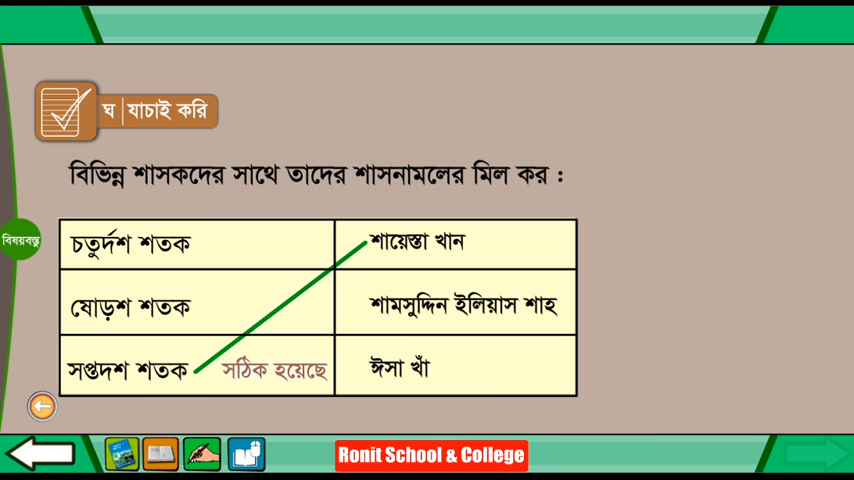 ঘ | যাচাই করি
বিভিন্ন শাসকদের সাথে তাদের শাসনামলের মিল কর :
বিষয়বস্তু
চতুর্দশ শতক শায়েস্তা খান
ষোড়শ শতক শামসুদ্দিন ইলিয়াস শাহ
সপ্তদশ শতক সঠিক হয়েছে ঈসা খাঁ
Ronit School & College